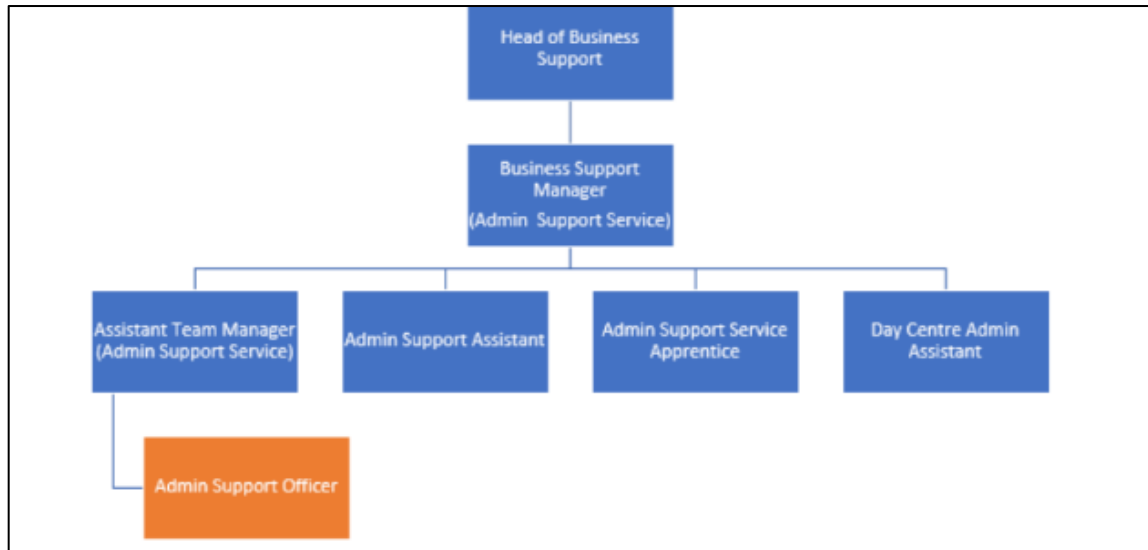 Head of Business
Support
Business Support
Manager
(Admin Support Service)
Assistant Team Manager
(Admin Support Service)
Admin Support Assistant
Admin Support Service
Apprentice
Day Centre Admin
Assistant
Admin Support Officer